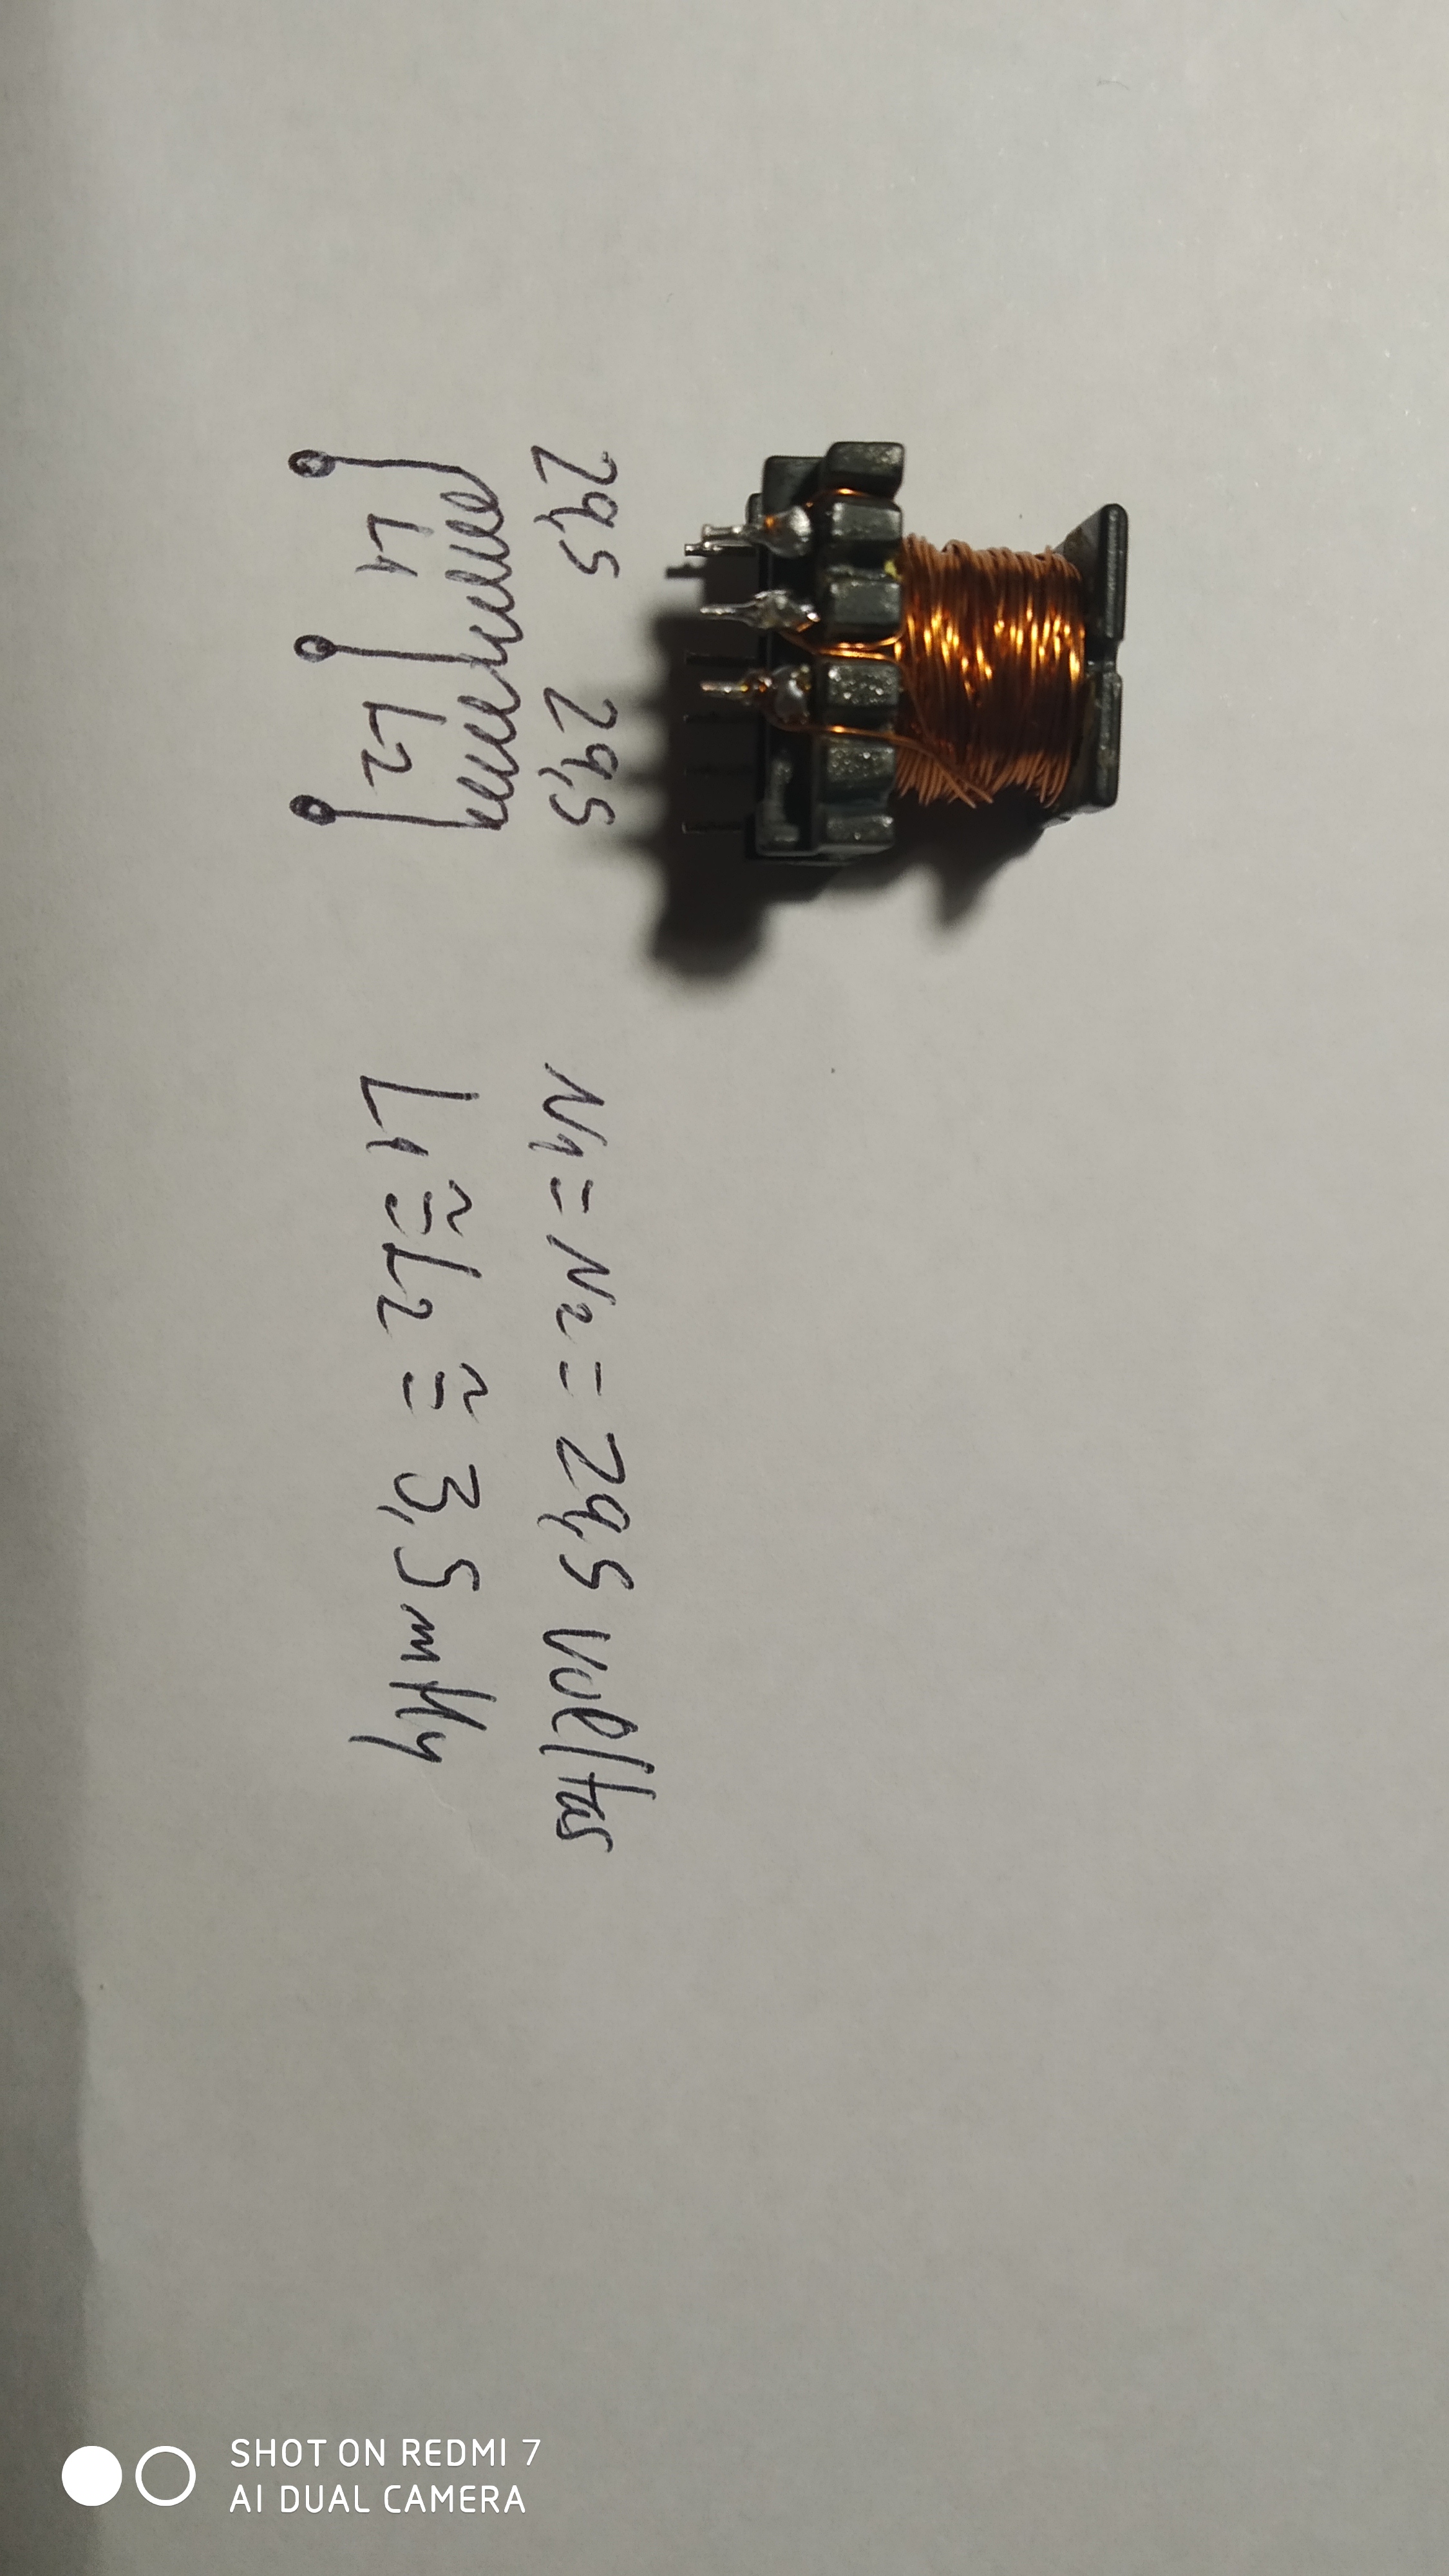 29,5 29,5
L1 L2
N1 = N2 = 29,5 voltas
L1 ≅ L2 ≅ 3,5 mHy
SHOT ON REDMI 7
AI DUAL CAMERA